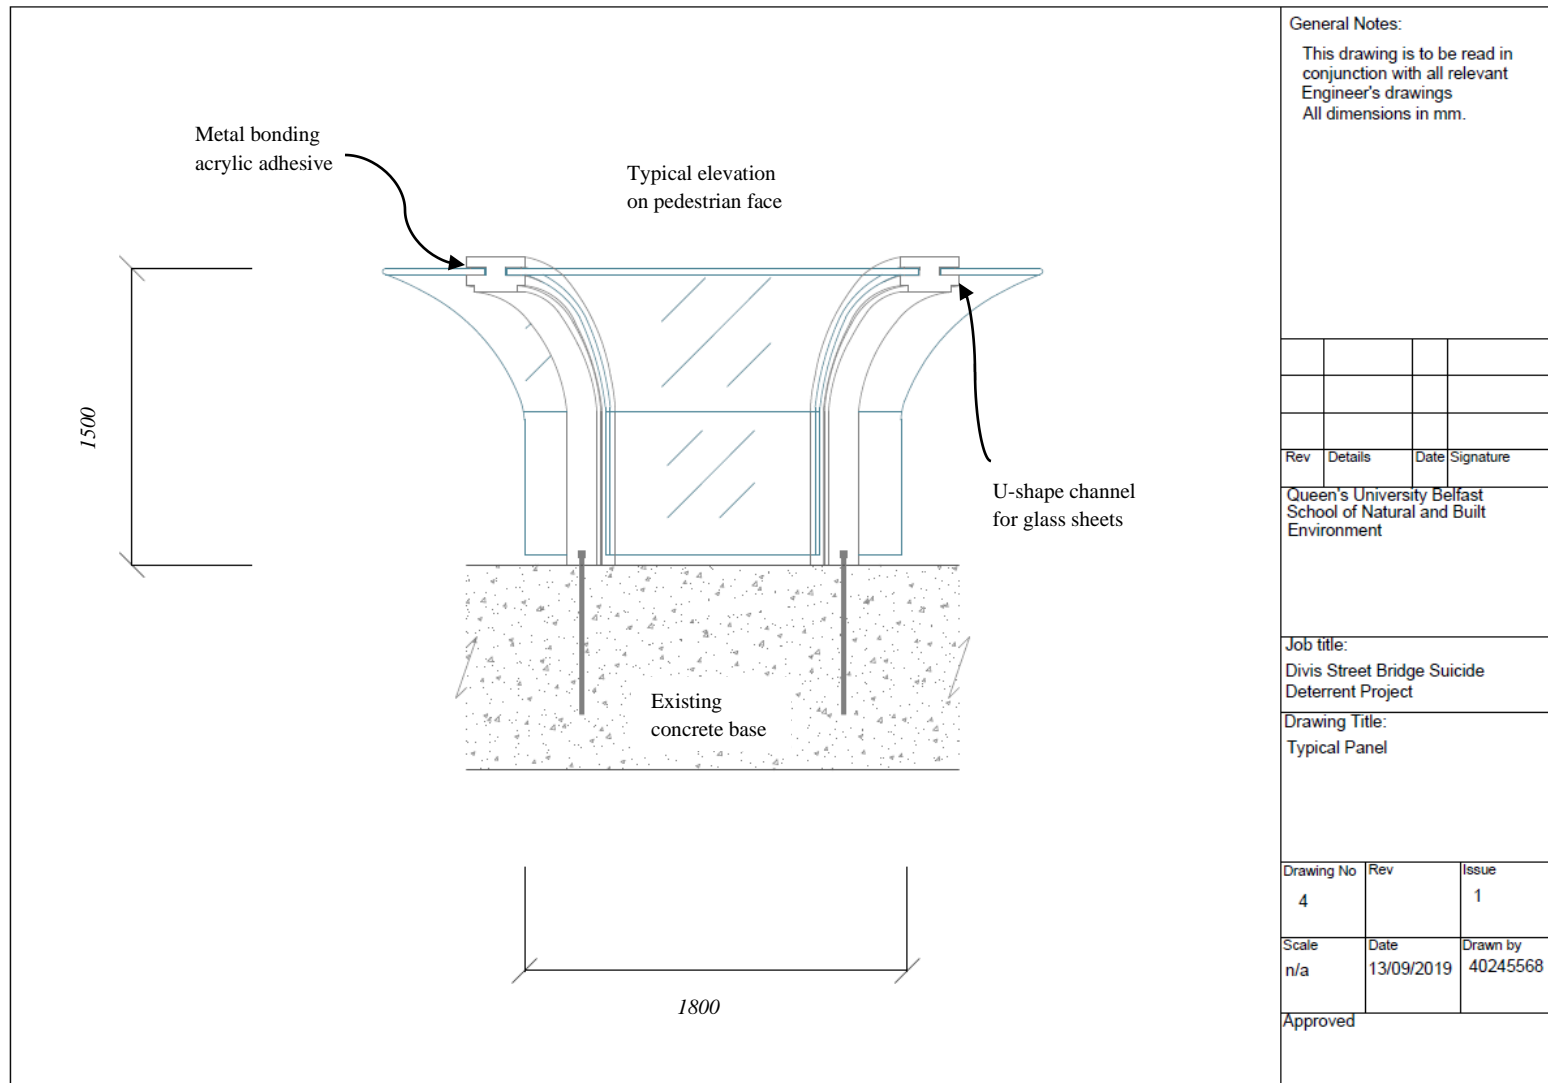 Metal bonding
acrylic adhesive
Typical elevation
on pedestrian face
1500
U-shape channel
for glass sheets
Existing
concrete base
1800
General Notes:
This drawing is to be read in
conjunction with all relevant
Engineer's drawings
All dimensions in mm.
Rev Details Date Signature
Queen's University Belfast
School of Natural and Built
Environment
Job title:
Divis Street Bridge Suicide
Deterrent Project
Drawing Title:
Typical Panel
Drawing No Rev Issue
4 1
Scale Date Drawn by
n/a 13/09/2019 40245568
Approved